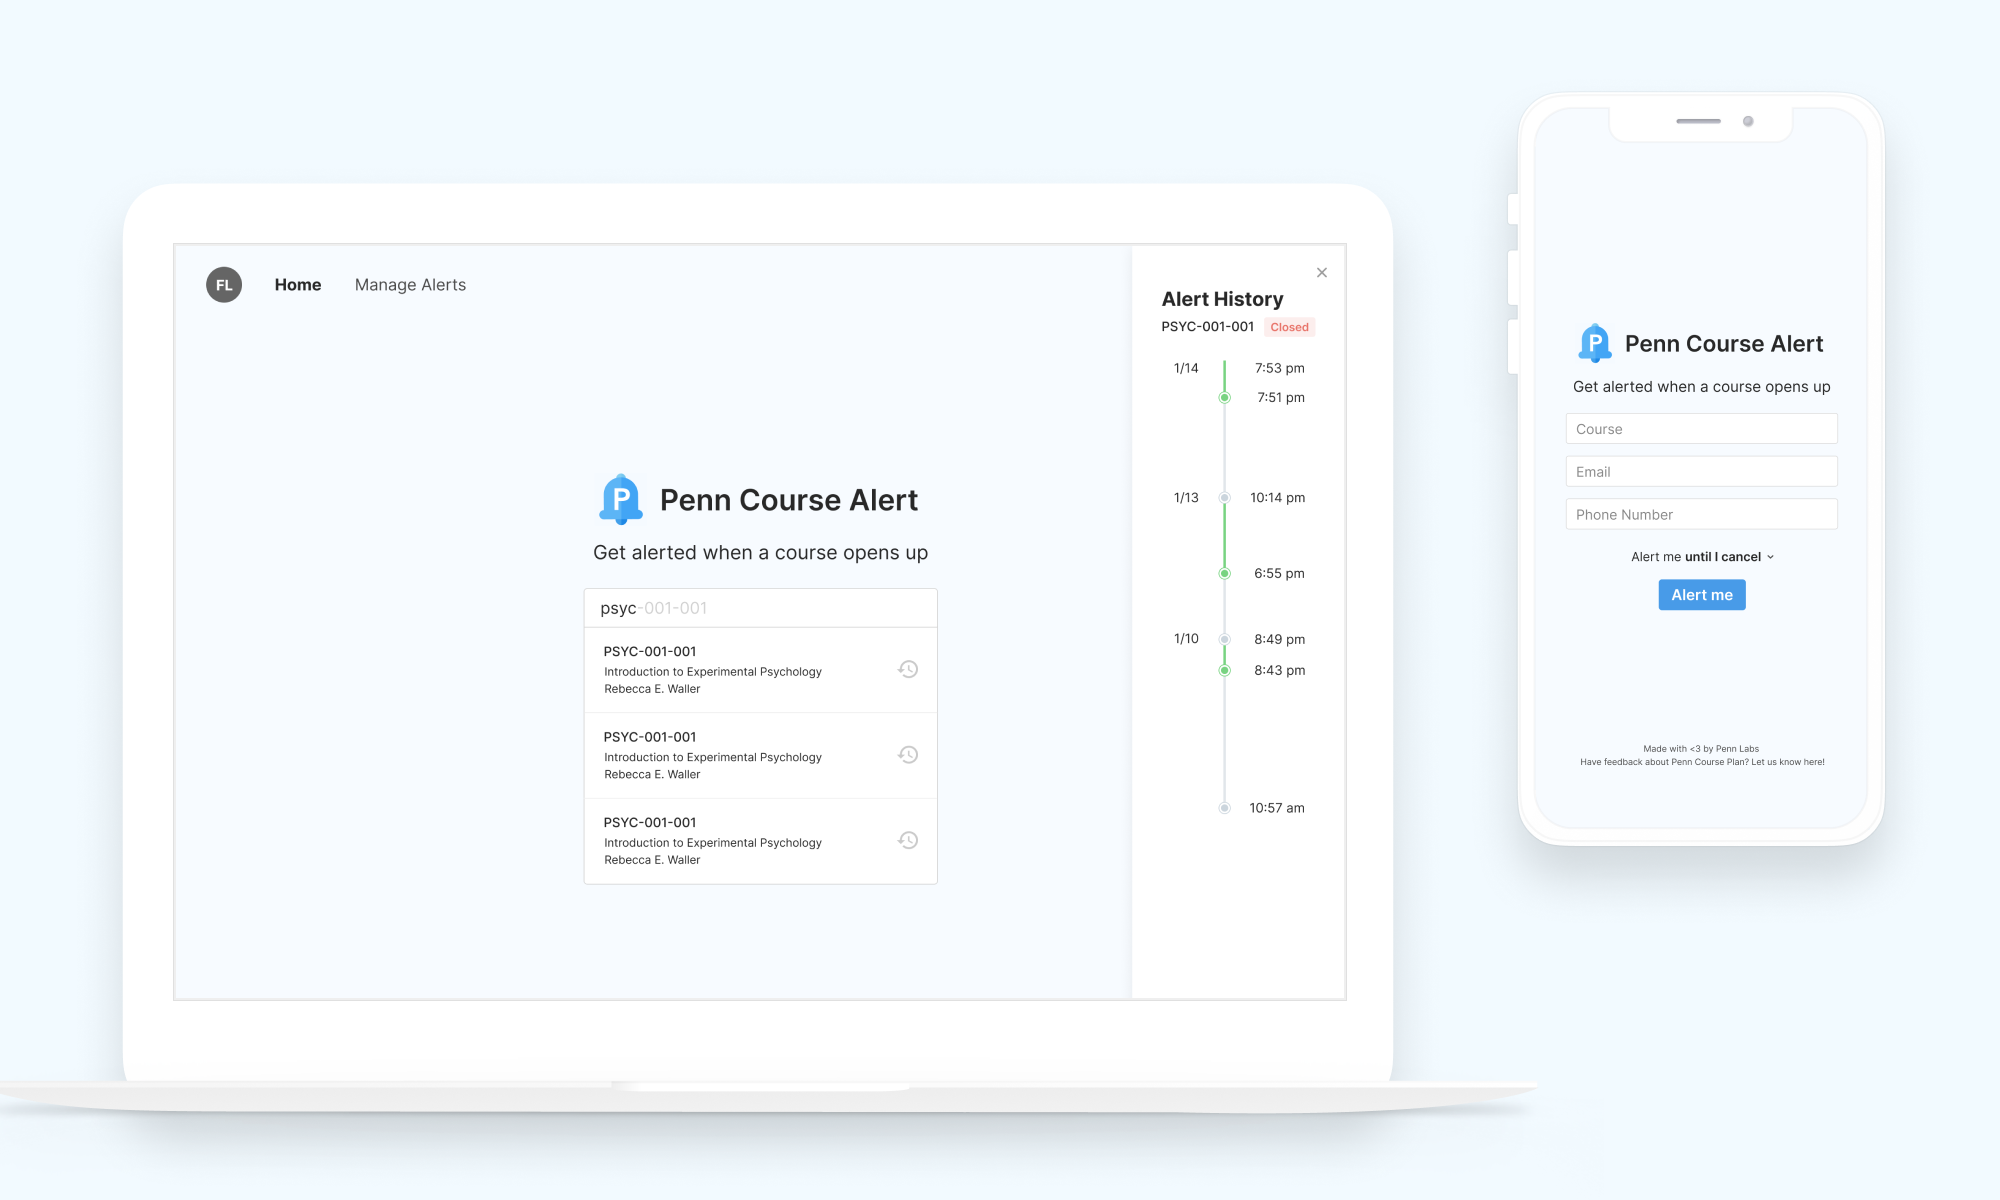 FL Home Manage Alerts
P Penn Course Alert
Get alerted when a course opens up
psyc-001-001
PSYC-001-001
Introduction to Experimental Psychology
Rebecca E. Waller
PSYC-001-001
Introduction to Experimental Psychology
Rebecca E. Waller
PSYC-001-001
Introduction to Experimental Psychology
Rebecca E. Waller
Alert History
PSYC-001-001 Closed
1/14 7:53 pm
7:51 pm
1/13 10:14 pm
6:55 pm
1/10 8:49 pm
8:43 pm
10:57 am
P Penn Course Alert
Get alerted when a course opens up
Course
Email
Phone Number
Alert me until I cancel
Alert me
Made with <3 by Penn Labs
Have feedback about Penn Course Plan? Let us know here!